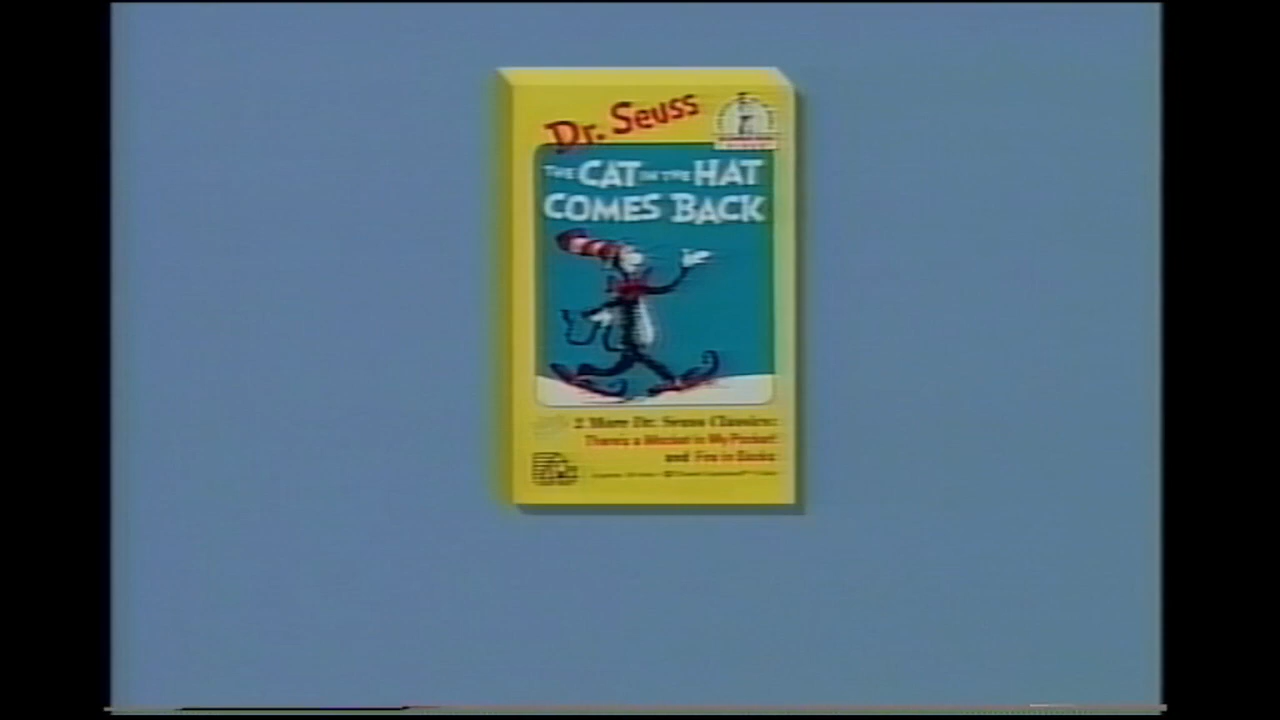 Dr. Seuss
THE CAT IN THE HAT
COMES BACK
2 More Dr. Seuss Classics:
There's a Wocket in My Pocket!
and Fox in Socks